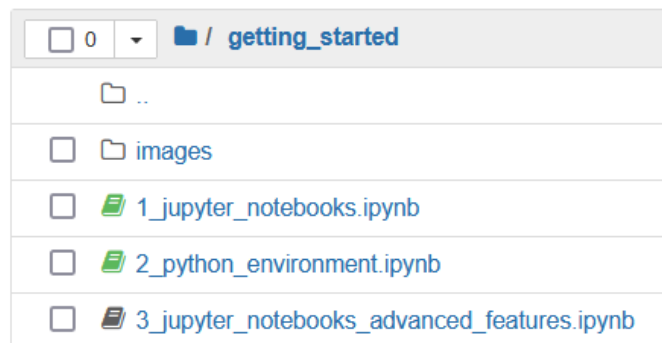 0 / getting_started
..
images
1_jupyter_notebooks.ipynb
2_python_environment.ipynb
3_jupyter_notebooks_advanced_features.ipynb